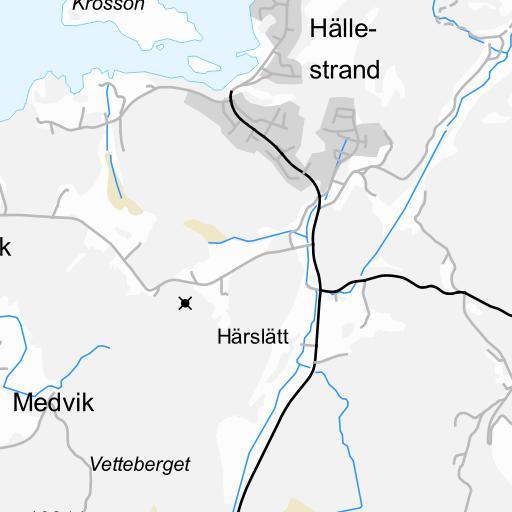 Krosson
Hälle-
strand
k
Härslätt
Medvik
Vetteberget